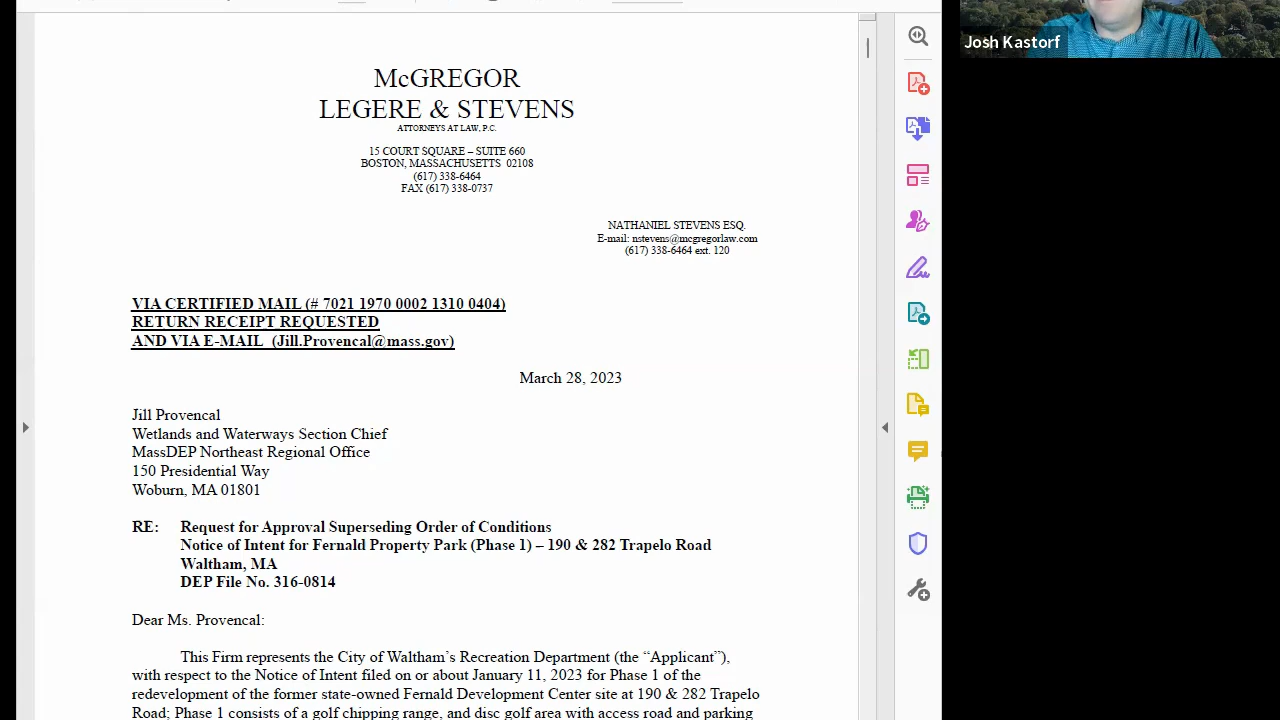 McGREGOR
LEGERE & STEVENS
ATTORNEYS AT LAW, P.C.
15 COURT SQUARE – SUITE 660
BOSTON, MASSACHUSETTS 02108
(617) 338-6464
FAX (617) 338-0737
NATHANIEL STEVENS ESQ.
E-mail: nstevens@mcgregorlaw.com
(617) 338-6464 ext. 120
VIA CERTIFIED MAIL (# 7021 1970 0002 1310 0404)
RETURN RECEIPT REQUESTED
AND VIA E-MAIL (Jill.Provencal@mass.gov)
March 28, 2023
Jill Provencal
Wetlands and Waterways Section Chief
MassDEP Northeast Regional Office
150 Presidential Way
Woburn, MA 01801
RE: Request for Approval Superseding Order of Conditions
Notice of Intent for Fernald Property Park (Phase 1) – 190 & 282 Trapelo Road
Waltham, MA
DEP File No. 316-0814
Dear Ms. Provencal:
This Firm represents the City of Waltham’s Recreation Department (the “Applicant”),
with respect to the Notice of Intent filed on or about January 11, 2023 for Phase 1 of the
redevelopment of the former state-owned Fernald Development Center site at 190 & 282 Trapelo
Road; Phase 1 consists of a golf chipping range, and disc golf area with access road and parking
Josh Kastorf